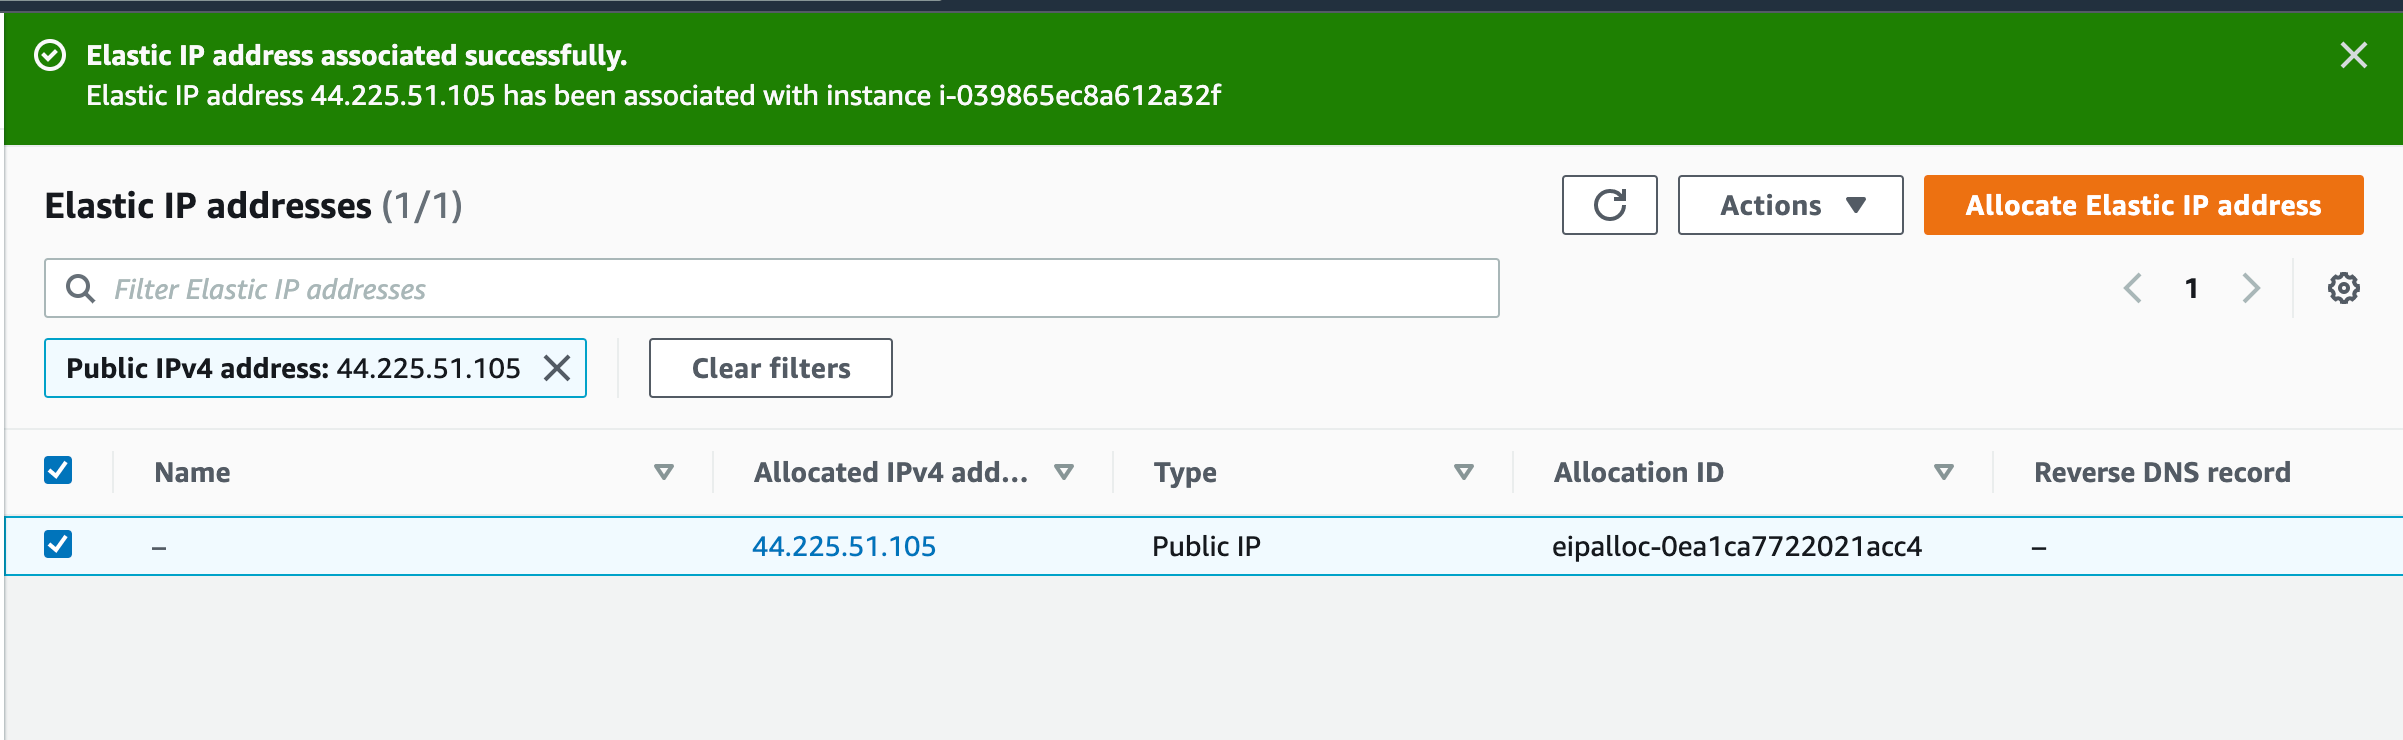 Elastic IP address associated successfully.
Elastic IP address 44.225.51.105 has been associated with instance i-039865ec8a612a32f
Elastic IP addresses (1/1)
Actions
Allocate Elastic IP address
Filter Elastic IP addresses
1
Public IPv4 address: 44.225.51.105
Clear filters
Name Allocated IPv4 add... Type Allocation ID Reverse DNS record
– 44.225.51.105 Public IP eipalloc-0ea1ca7722021acc4 –